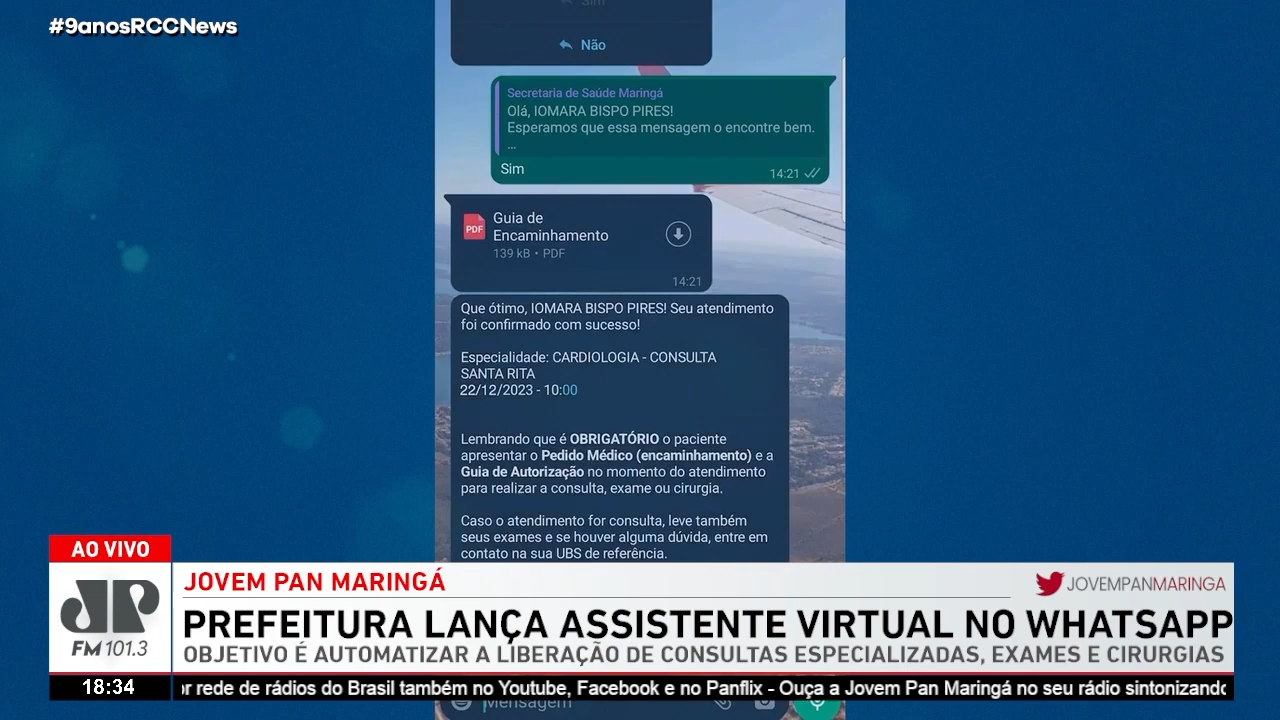 #9anosRCCNews
Sim
Não
Secretaria de Saúde Maringá
Olá, IOMARA BISPO PIRES!
Esperamos que essa mensagem o encontre bem.
...
Sim
14:21
PDF
Guia de
Encaminhamento
139 kB • PDF
14:21
Que ótimo, IOMARA BISPO PIRES! Seu atendimento
foi confirmado com sucesso!
Especialidade: CARDIOLOGIA - CONSULTA
SANTA RITA
22/12/2023 - 10:00
Lembrando que é OBRIGATÓRIO o paciente
apresentar o Pedido Médico (encaminhamento) e a
Guia de Autorização no momento do atendimento
para realizar a consulta, exame ou cirurgia.
Caso o atendimento for consulta, leve também
seus exames e se houver alguma dúvida, entre em
contato na sua UBS de referência.
AO VIVO
JP
FM 101.3
JOVEM PAN MARINGÁ
JOVEMPANMARINGA
PREFEITURA LANÇA ASSISTENTE VIRTUAL NO WHATSAPP
OBJETIVO É AUTOMATIZAR A LIBERAÇÃO DE CONSULTAS ESPECIALIZADAS, EXAMES E CIRURGIAS
18:34
or rede de rádios do Brasil também no Youtube, Facebook e no Panflix - Ouça a Jovem Pan Maringá no seu rádio sintonizando
Mensagem